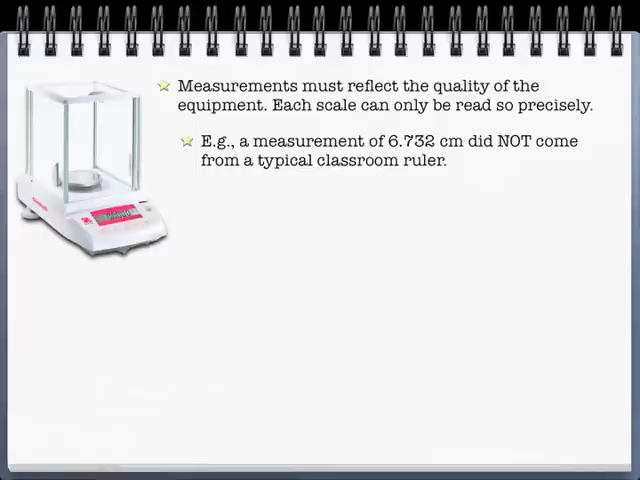 Measurements must reflect the quality of the
equipment. Each scale can only be read so precisely.
E.g., a measurement of 6.732 cm did NOT come
from a typical classroom ruler.